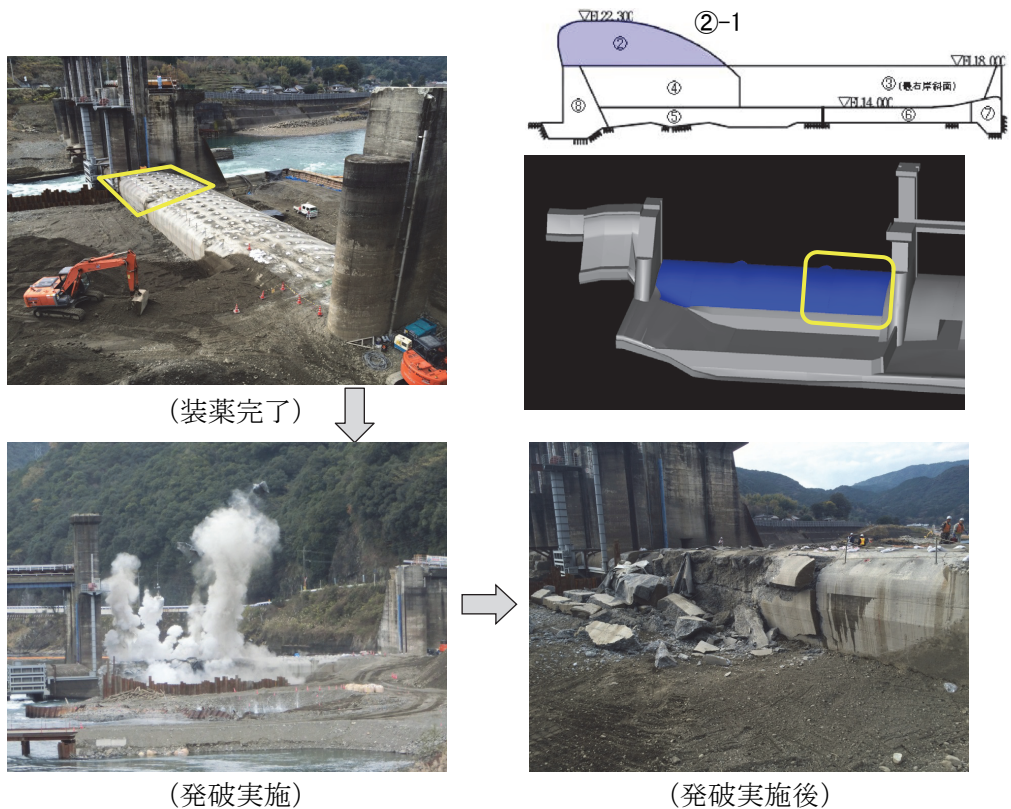 ②-1
▽EL22.300
②
▽EL18.000
④
③(最右岸斜面)
⑧
▽EL14.000
⑤
⑥
⑦
(装薬完了)
(発破実施)
(発破実施後)